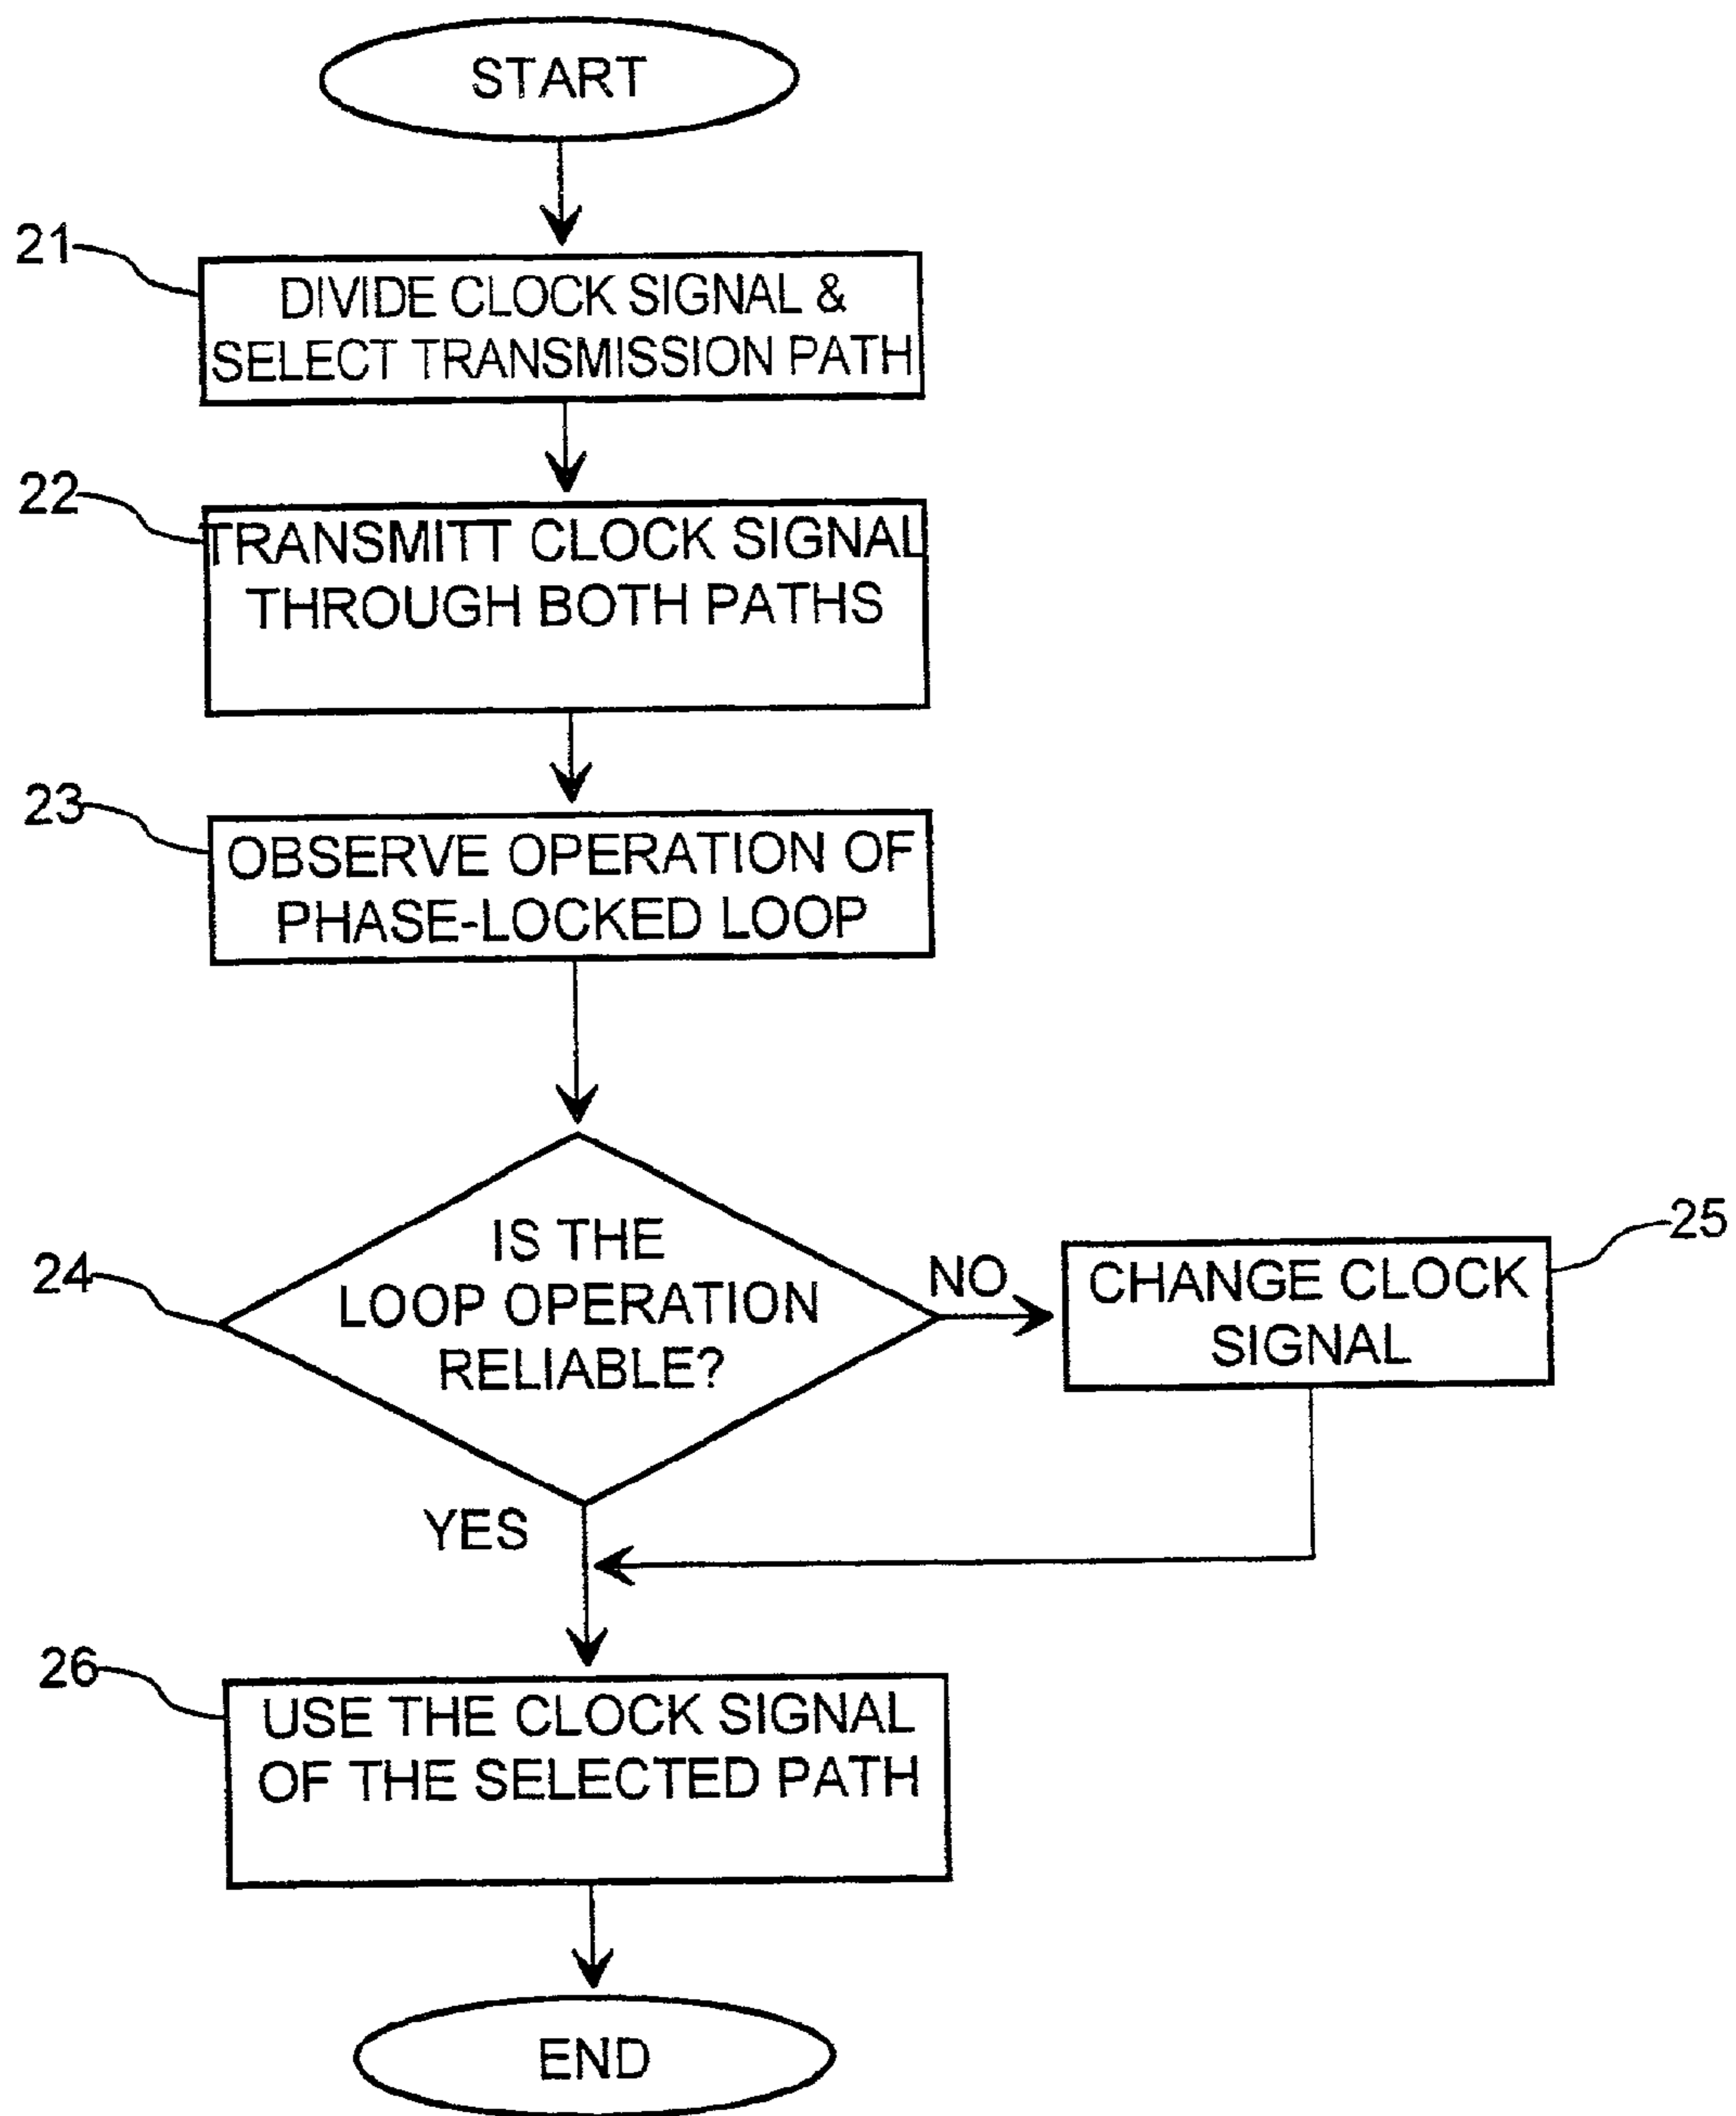 START
21
DIVIDE CLOCK SIGNAL &
SELECT TRANSMISSION PATH
22
TRANSMITT CLOCK SIGNAL
THROUGH BOTH PATHS
23
OBSERVE OPERATION OF
PHASE-LOCKED LOOP
24
IS THE
LOOP OPERATION
RELIABLE?
NO
25
CHANGE CLOCK
SIGNAL
YES
26
USE THE CLOCK SIGNAL
OF THE SELECTED PATH
END